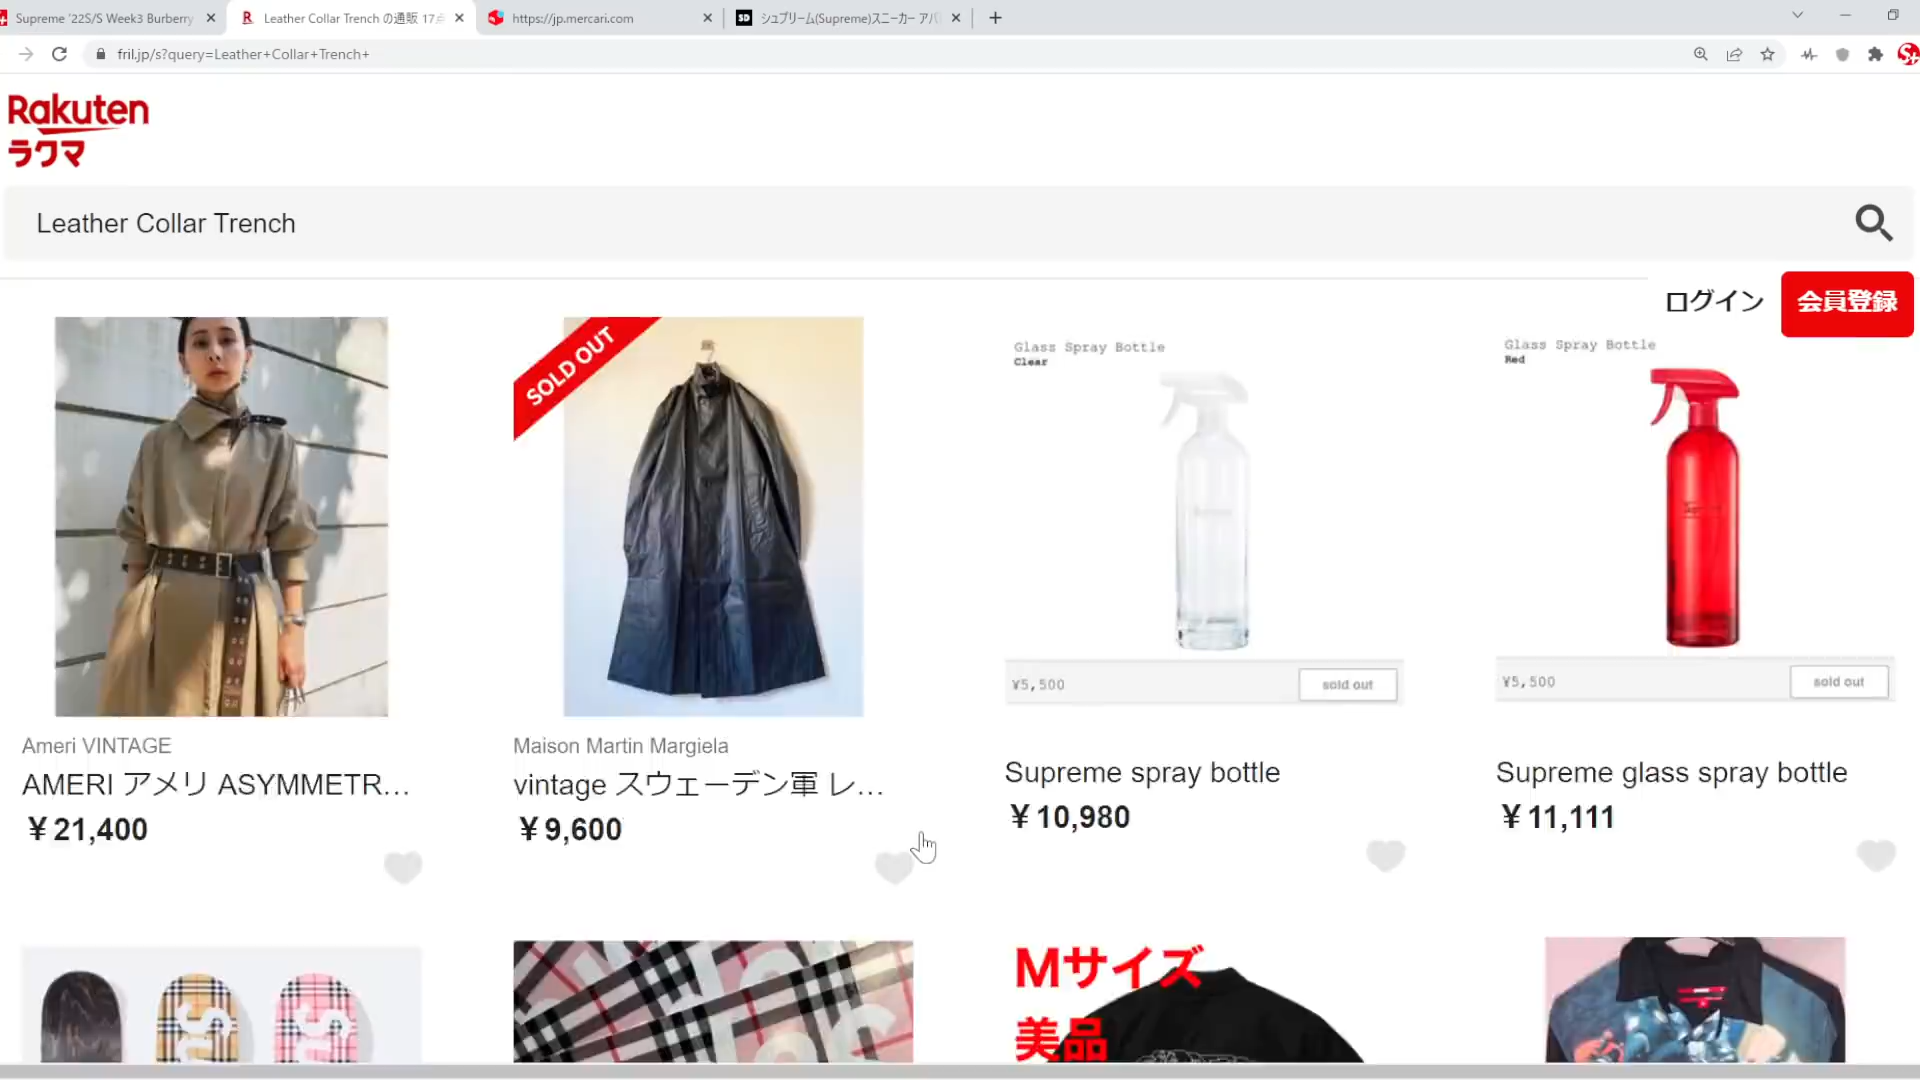 Supreme '22S/S Week3 Burberry
Leather Collar Trench の通販 17点
https://jp.mercari.com
シュプリーム(Supreme)スニーカー アパ
fril.jp/s?query=Leather+Collar+Trench+
Rakuten
ラクマ
Leather Collar Trench
ログイン
会員登録
SOLD OUT
Glass Spray Bottle
Clear
Glass Spray Bottle
Red
¥5,500
sold out
¥5,500
sold out
Ameri VINTAGE
AMERI アメリ ASYMMETR...
¥21,400
Maison Martin Margiela
vintage スウェーデン軍 レ...
¥9,600
Supreme spray bottle
¥10,980
Supreme glass spray bottle
¥11,111
Mサイズ
美品